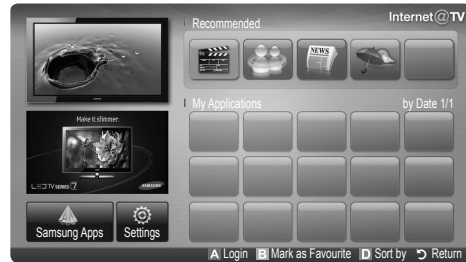 Internet@TV
Recommended
NEWS
My Applications by Date 1/1
Make it slimmer.
LED TV SERIES 7 SAMSUNG
Samsung Apps Settings
A Login B Mark as Favourite D Sort by Return